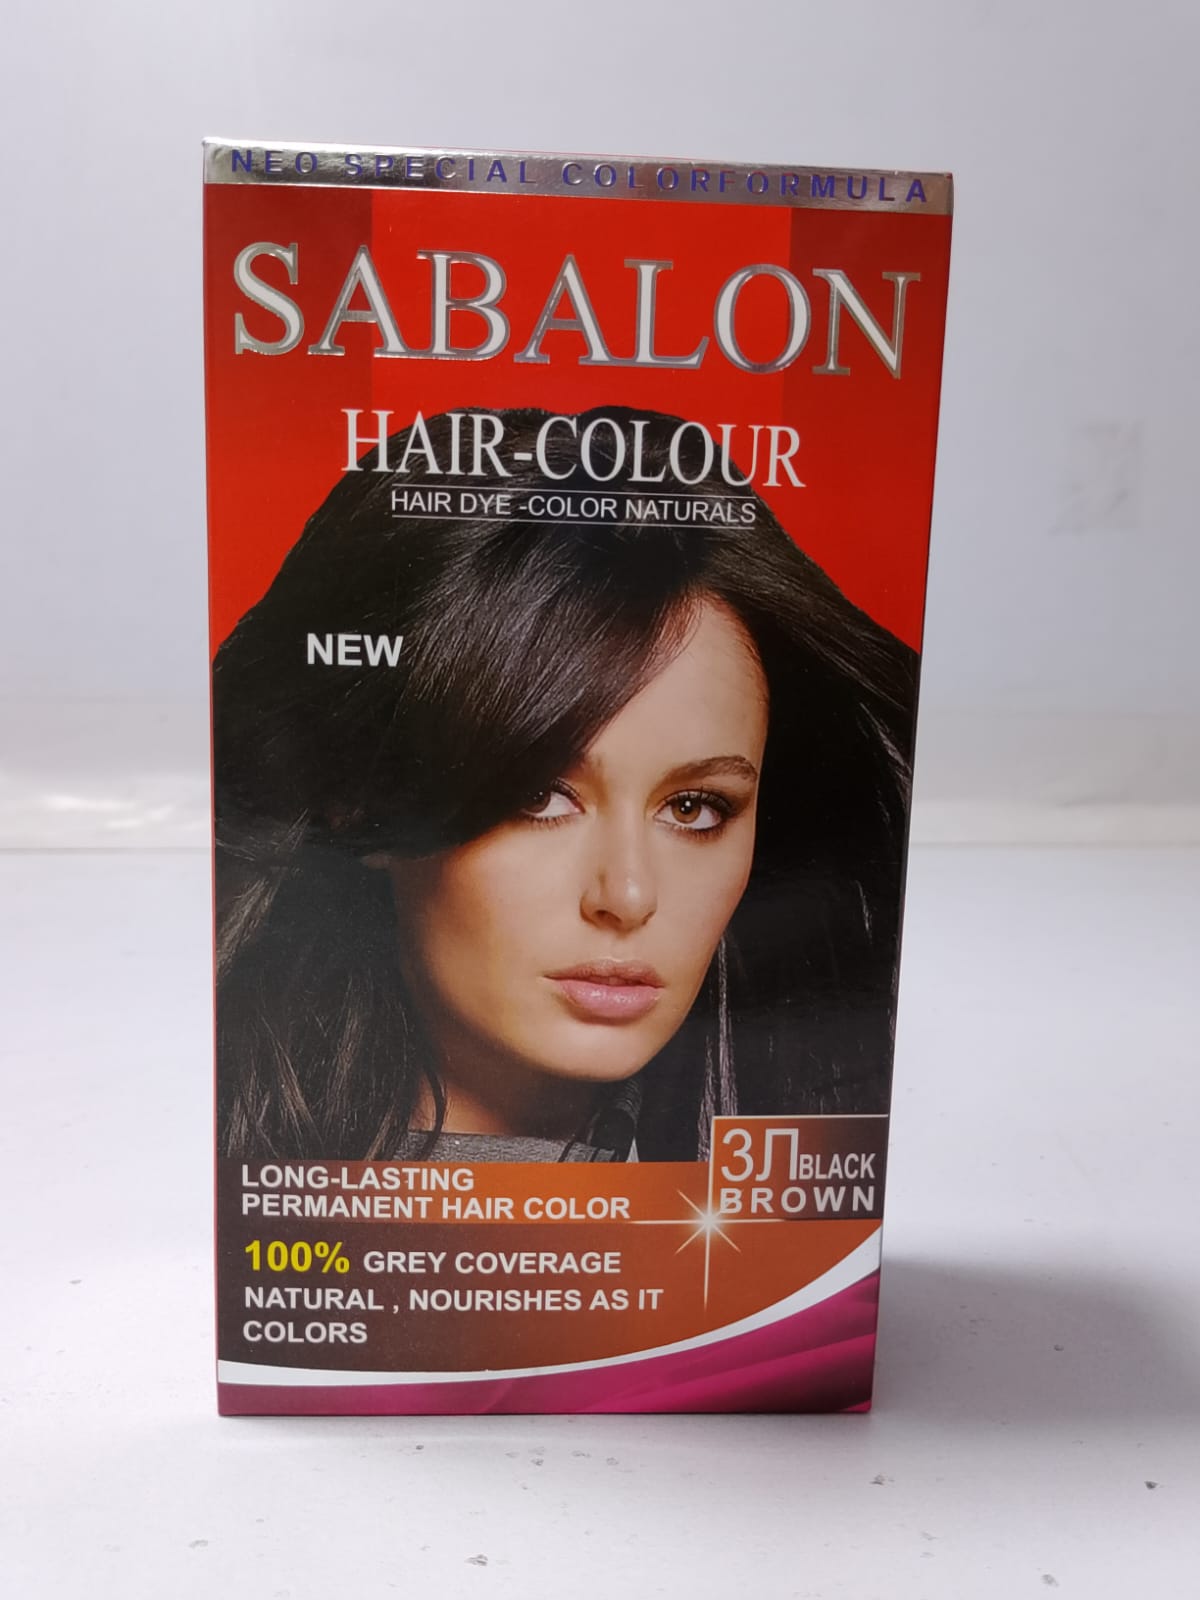 NEO SPECIAL COLORFORMULA
SABALON
HAIR-COLOUR
HAIR DYE -COLOR NATURALS
NEW
3Л BLACK
BROWN
LONG-LASTING
PERMANENT HAIR COLOR
100% GREY COVERAGE
NATURAL , NOURISHES AS IT
COLORS